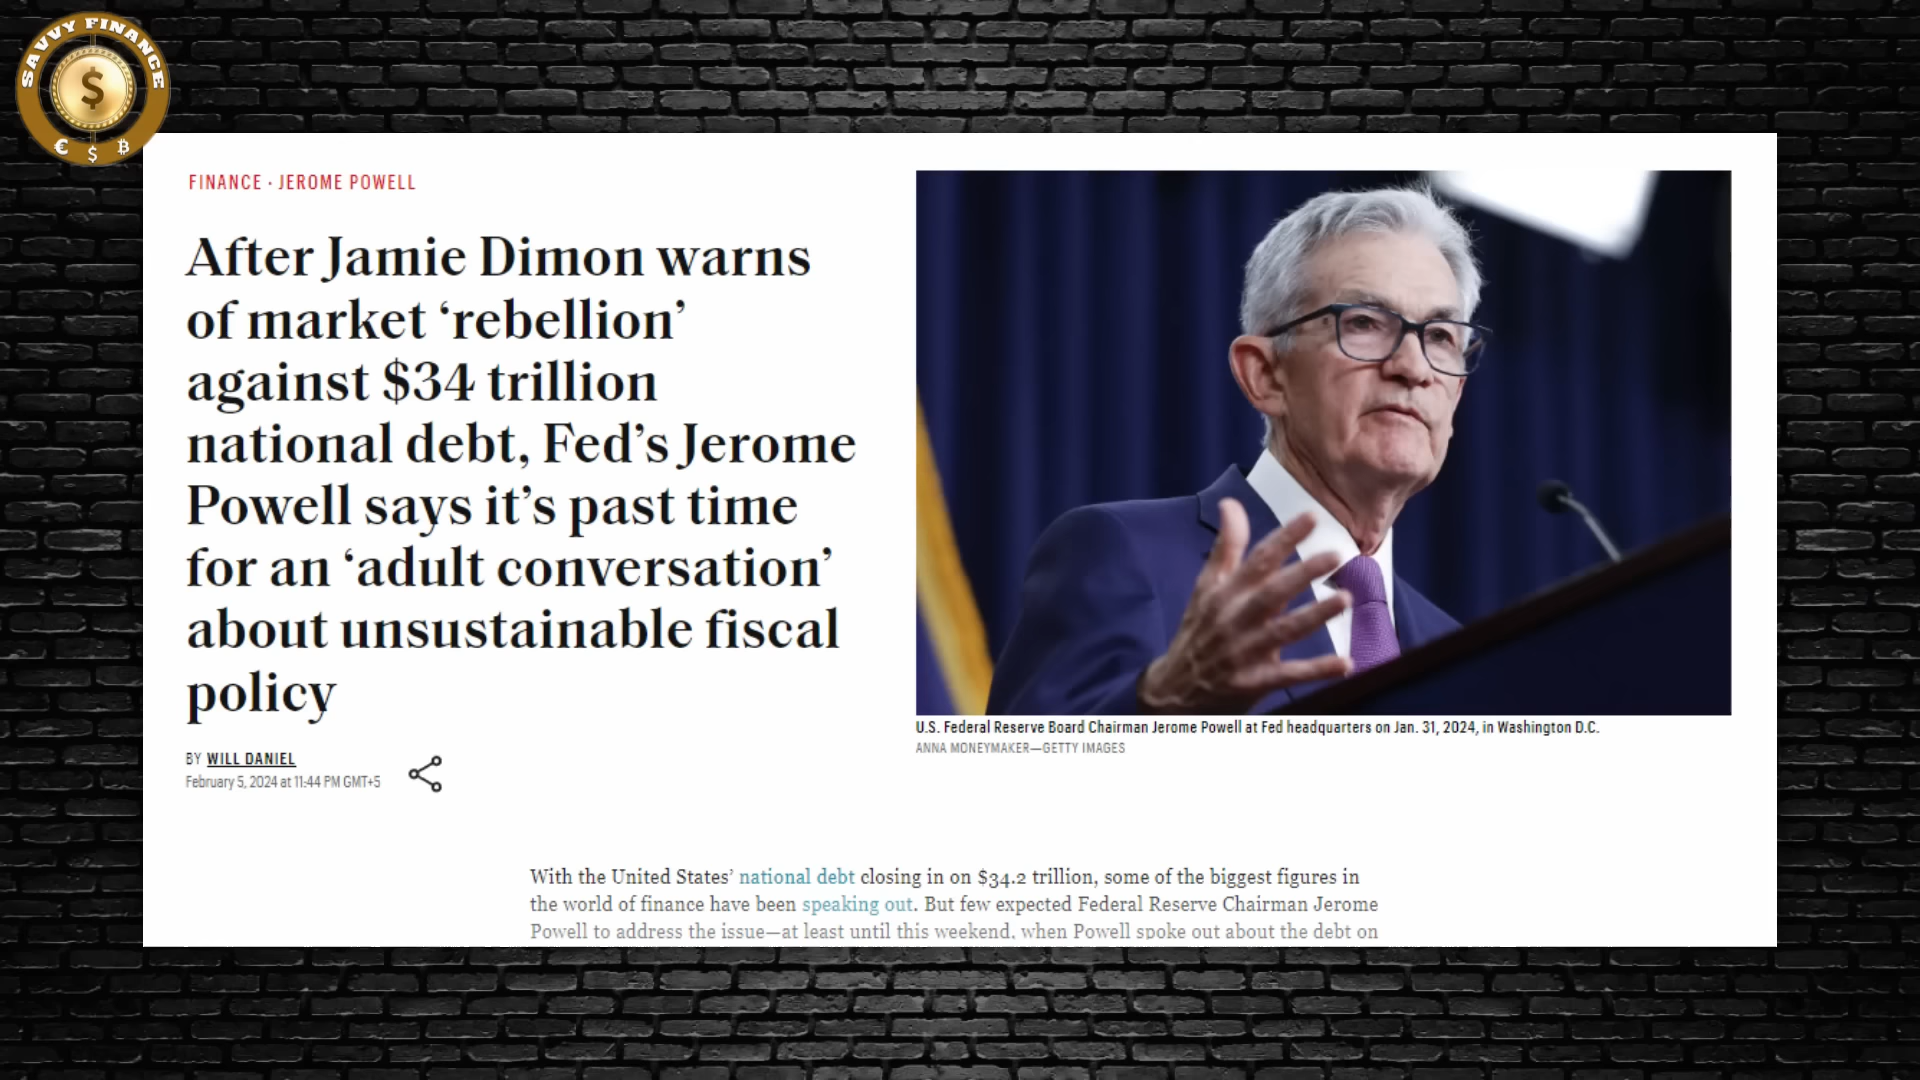 SAVVY FINANCE
$
€ $ ₿
FINANCE · JEROME POWELL
After Jamie Dimon warns
of market ‘rebellion’
against $34 trillion
national debt, Fed’s Jerome
Powell says it’s past time
for an ‘adult conversation’
about unsustainable fiscal
policy
BY WILL DANIEL
February 5, 2024 at 11:44 PM GMT+5
U.S. Federal Reserve Board Chairman Jerome Powell at Fed headquarters on Jan. 31, 2024, in Washington D.C.
ANNA MONEYMAKER—GETTY IMAGES
With the United States’ national debt closing in on $34.2 trillion, some of the biggest figures in
the world of finance have been speaking out. But few expected Federal Reserve Chairman Jerome
Powell to address the issue—at least until this weekend, when Powell spoke out about the debt on